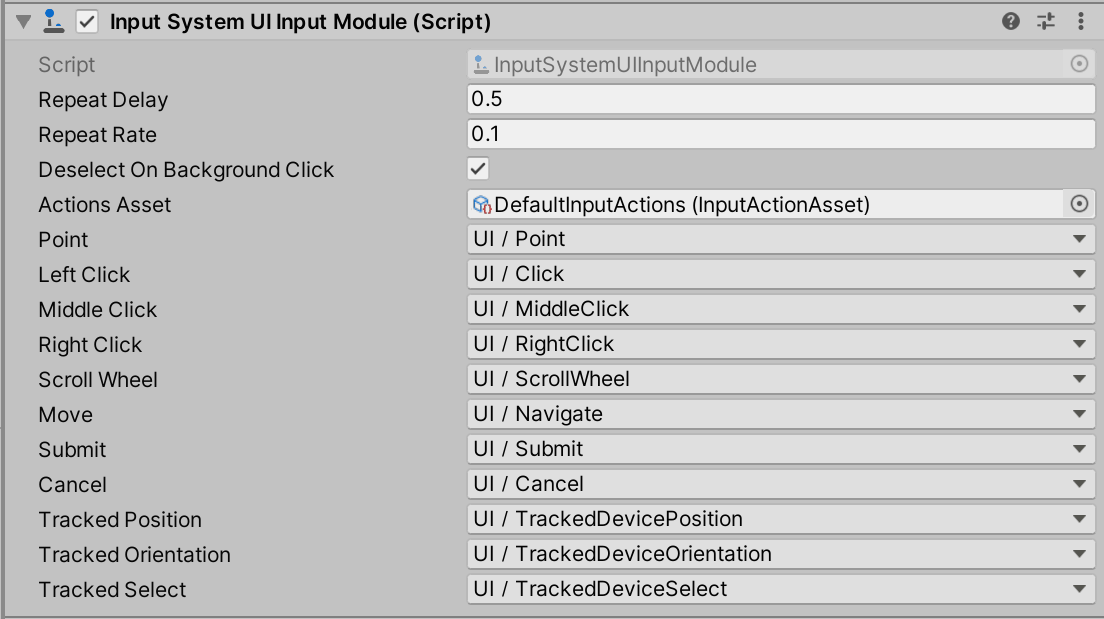 Input System UI Input Module (Script)
Script InputSystemUIInputModule
Repeat Delay 0.5
Repeat Rate 0.1
Deselect On Background Click
Actions Asset DefaultInputActions (InputActionAsset)
Point UI / Point
Left Click UI / Click
Middle Click UI / MiddleClick
Right Click UI / RightClick
Scroll Wheel UI / ScrollWheel
Move UI / Navigate
Submit UI / Submit
Cancel UI / Cancel
Tracked Position UI / TrackedDevicePosition
Tracked Orientation UI / TrackedDeviceOrientation
Tracked Select UI / TrackedDeviceSelect